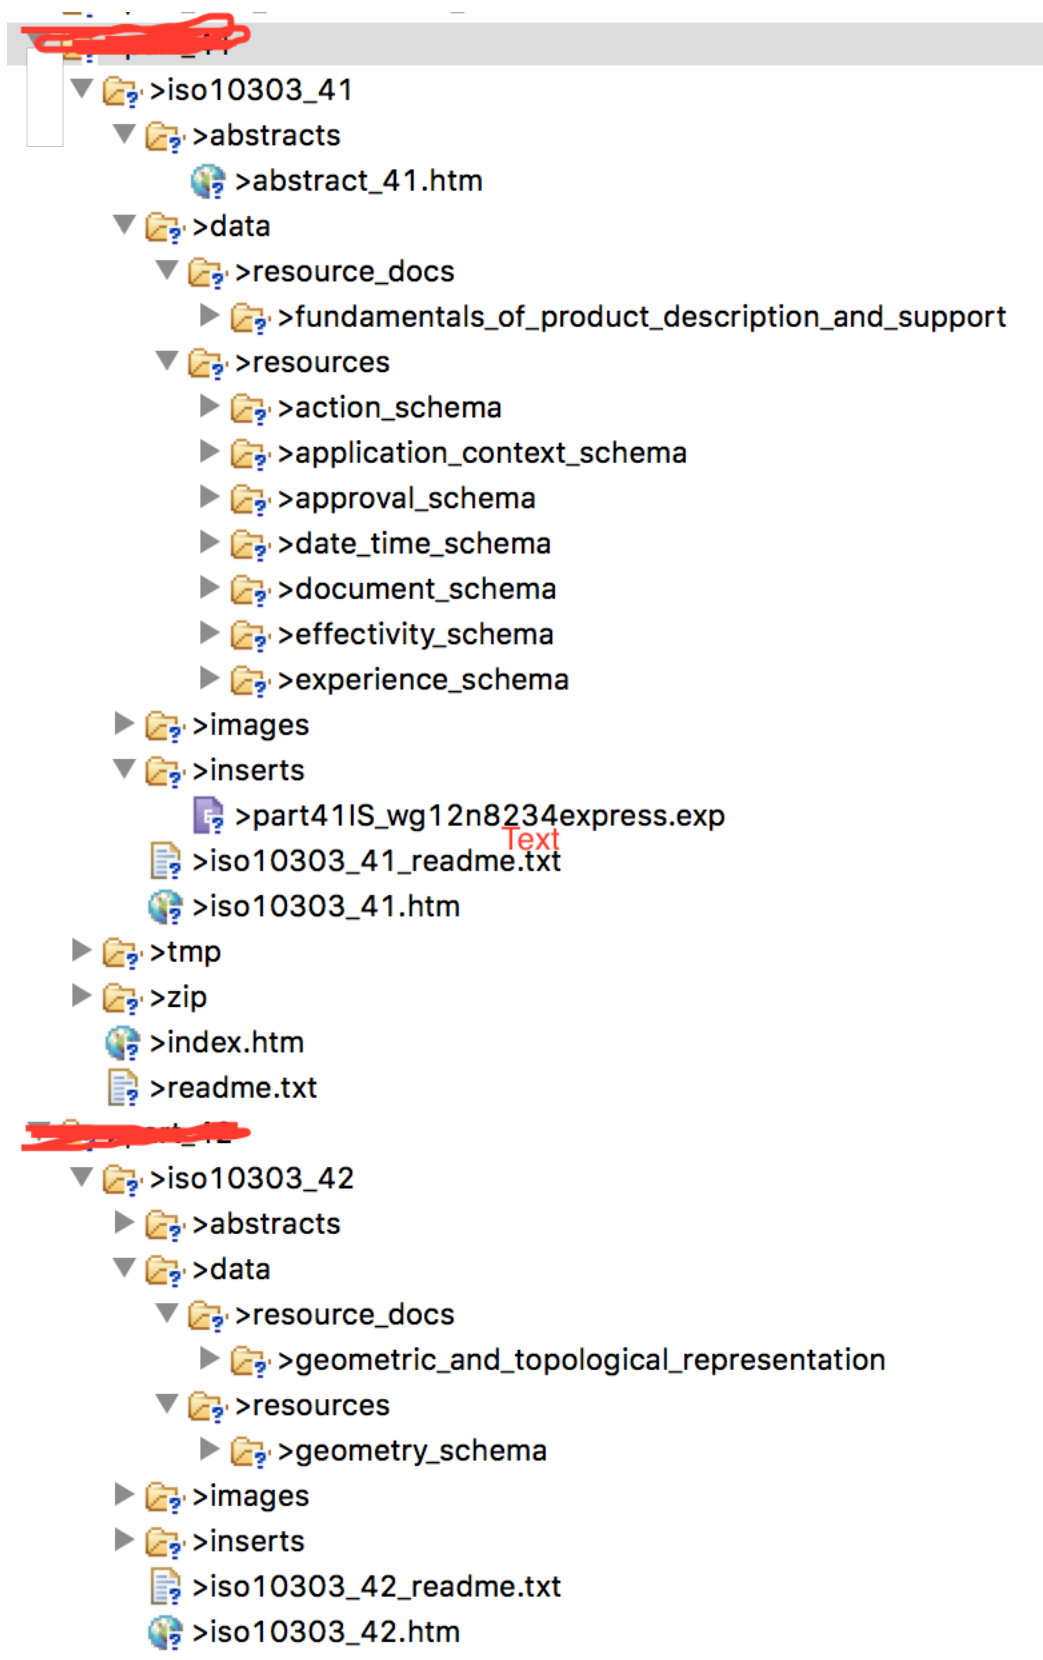 >iso10303_41
>abstracts
>abstract_41.htm
>data
>resource_docs
>fundamentals_of_product_description_and_support
>resources
>action_schema
>application_context_schema
>approval_schema
>date_time_schema
>document_schema
>effectivity_schema
>experience_schema
>images
>inserts
>part41IS_wg12n8234express.exp
Text
>iso10303_41_readme.txt
>iso10303_41.htm
>tmp
>zip
>index.htm
>readme.txt
>iso10303_42
>abstracts
>data
>resource_docs
>geometric_and_topological_representation
>resources
>geometry_schema
>images
>inserts
>iso10303_42_readme.txt
>iso10303_42.htm